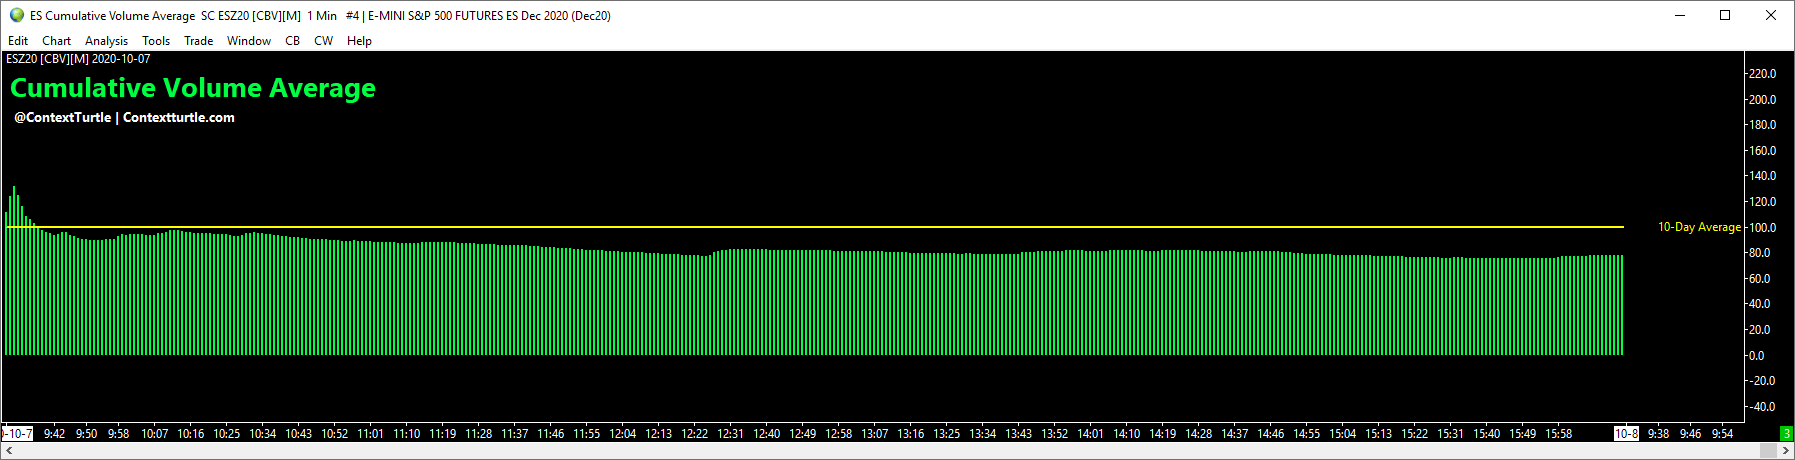 ES Cumulative Volume Average  SC ESZ20 [CBV][M]  1 Min   #4 | E-MINI S&P 500 FUTURES ES Dec 2020 (Dec20)
Edit Chart Analysis Tools Trade Window CB CW Help
ESZ20 [CBV][M] 2020-10-07
Cumulative Volume Average
@ContextTurtle | Contextturtle.com
220.0
200.0
180.0
160.0
140.0
120.0
10-Day Average 100.0
80.0
60.0
40.0
20.0
0.0
-20.0
-40.0
0-10-7 9:42 9:50 9:58 10:07 10:16 10:25 10:34 10:43 10:52 11:01 11:10 11:19 11:28 11:37 11:46 11:55 12:04 12:13 12:22 12:31 12:40 12:49 12:58 13:07 13:16 13:25 13:34 13:43 13:52 14:01 14:10 14:19 14:28 14:37 14:46 14:55 15:04 15:13 15:22 15:31 15:40 15:49 15:58 10-8 9:38 9:46 9:54 3